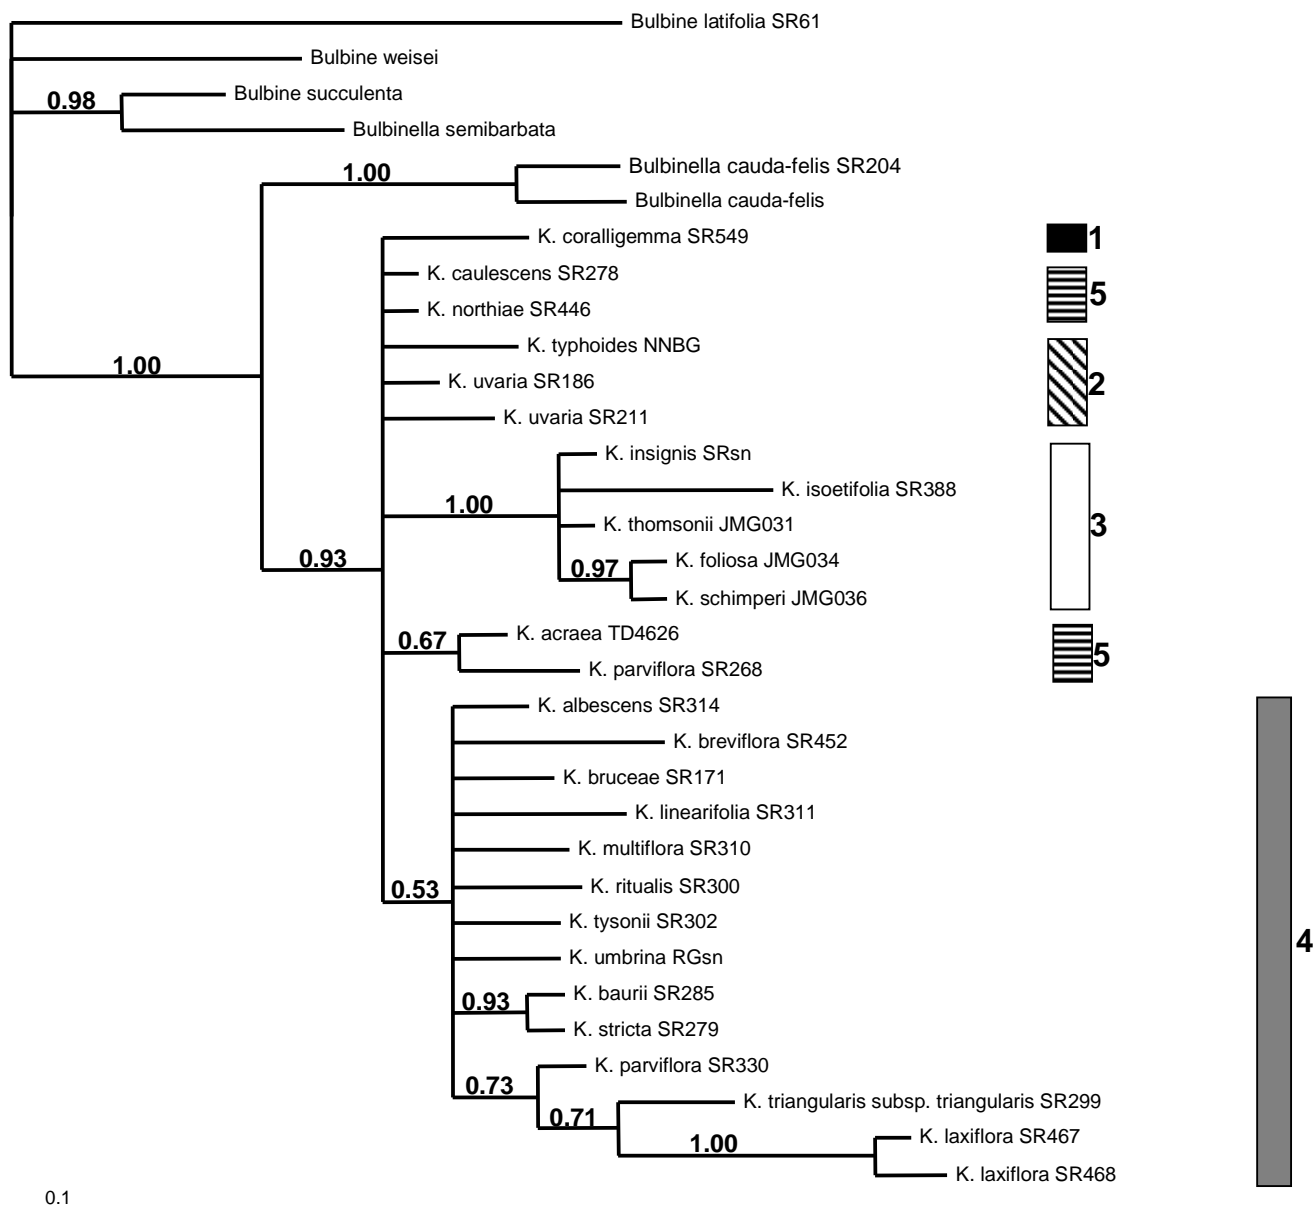 Bulbine latifolia SR61
Bulbine weisei
Bulbine succulenta
0.98
Bulbinella semibarbata
Bulbinella cauda-felis SR204
1.00
Bulbinella cauda-felis
K. coralligemma SR549
1
K. caulescens SR278
5
K. northiae SR446
K. typhoides NNBG
1.00
K. uvaria SR186
2
K. uvaria SR211
K. insignis SRsn
K. isoetifolia SR388
1.00
K. thomsonii JMG031
3
K. foliosa JMG034
0.93
0.97
K. schimperi JMG036
K. acraea TD4626
0.67
5
K. parviflora SR268
K. albescens SR314
K. breviflora SR452
K. bruceae SR171
K. linearifolia SR311
K. multiflora SR310
K. ritualis SR300
0.53
K. tysonii SR302
4
K. umbrina RGsn
K. baurii SR285
0.93
K. stricta SR279
K. parviflora SR330
0.73
K. triangularis subsp. triangularis SR299
0.71
K. laxiflora SR467
1.00
K. laxiflora SR468
0.1